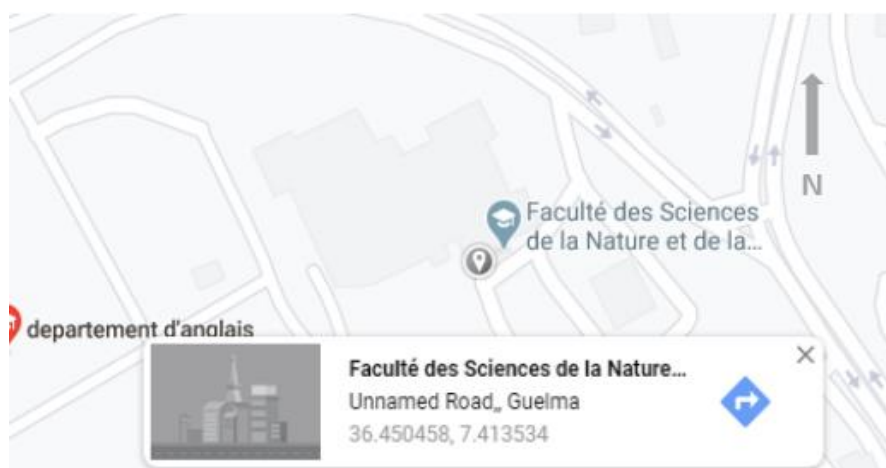 N
Faculté des Sciences
de la Nature et de la...
departement d'anglais
Faculté des Sciences de la Nature...
Unnamed Road,, Guelma
36.450458, 7.413534